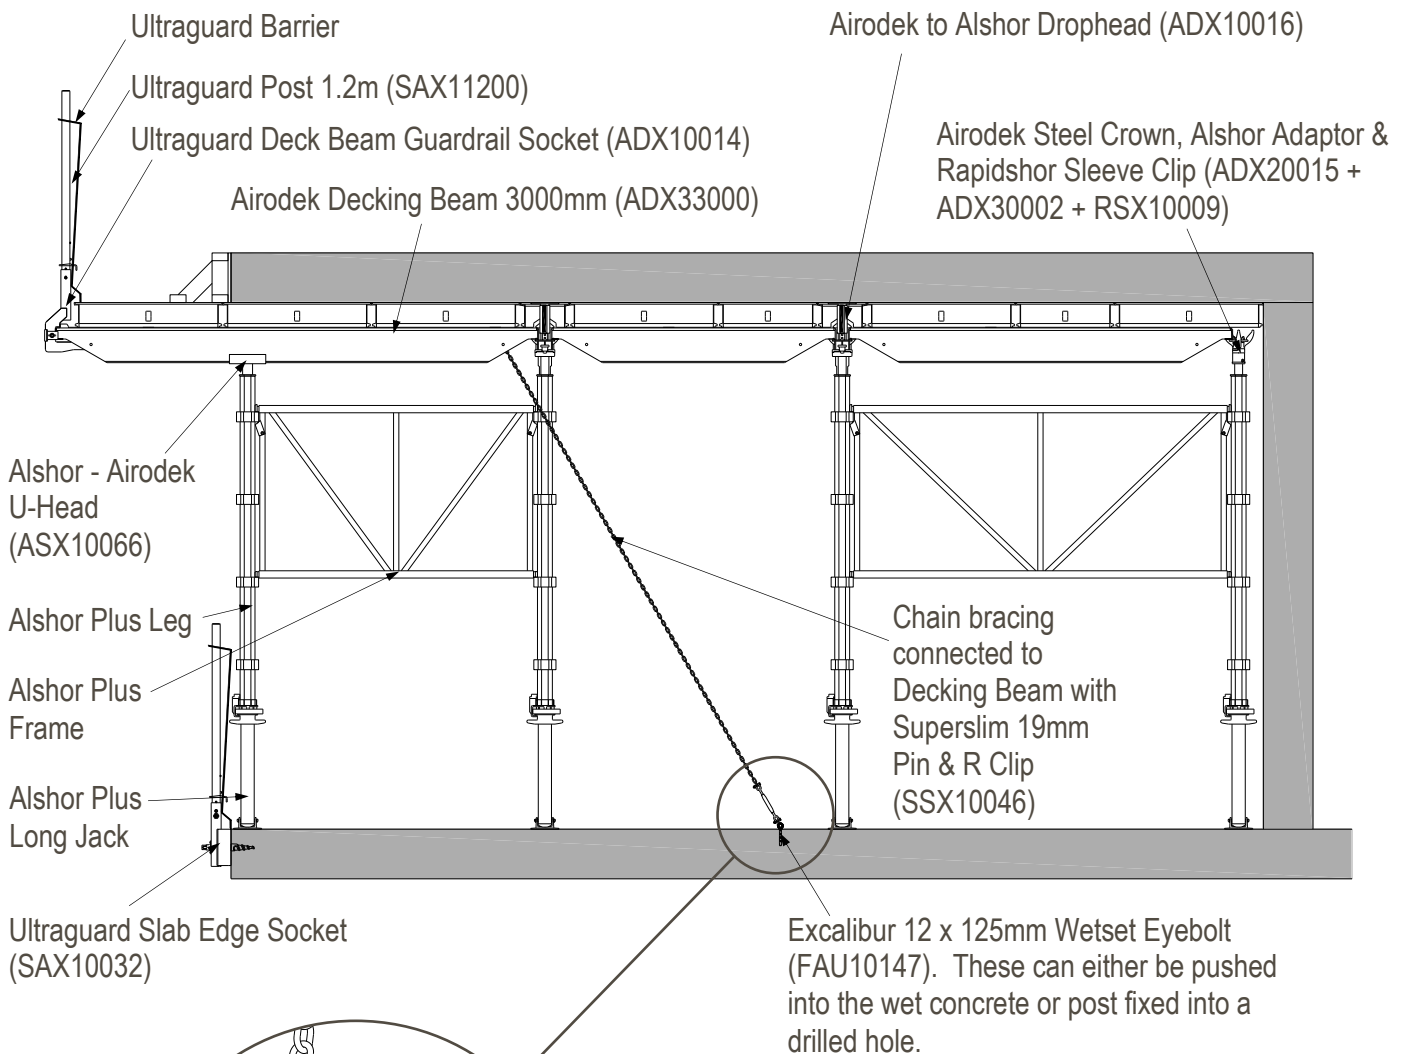 Ultraguard Barrier
Airodek to Alshor Drophead (ADX10016)
Ultraguard Post 1.2m (SAX11200)
Ultraguard Deck Beam Guardrail Socket (ADX10014)
Airodek Steel Crown, Alshor Adaptor &
Rapidshor Sleeve Clip (ADX20015 +
ADX30002 + RSX10009)
Airodek Decking Beam 3000mm (ADX33000)
Alshor - Airodek
U-Head
(ASX10066)
Alshor Plus Leg
Alshor Plus
Frame
Alshor Plus
Long Jack
Chain bracing
connected to
Decking Beam with
Superslim 19mm
Pin & R Clip
(SSX10046)
Ultraguard Slab Edge Socket
(SAX10032)
Excalibur 12 x 125mm Wetset Eyebolt
(FAU10147).  These can either be pushed
into the wet concrete or post fixed into a
drilled hole.